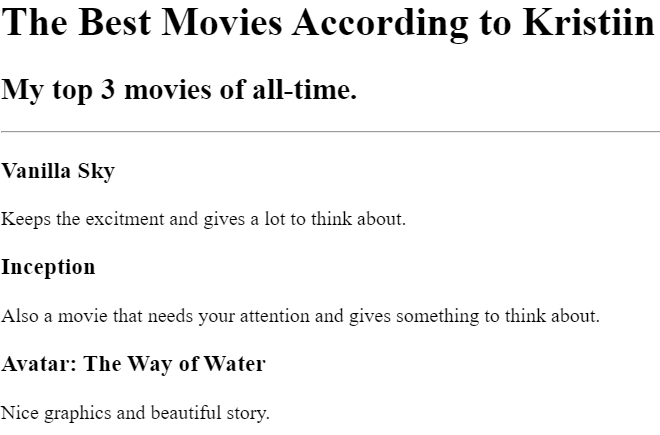 The Best Movies According to Kristiin
My top 3 movies of all-time.
Vanilla Sky
Keeps the excitment and gives a lot to think about.
Inception
Also a movie that needs your attention and gives something to think about.
Avatar: The Way of Water
Nice graphics and beautiful story.